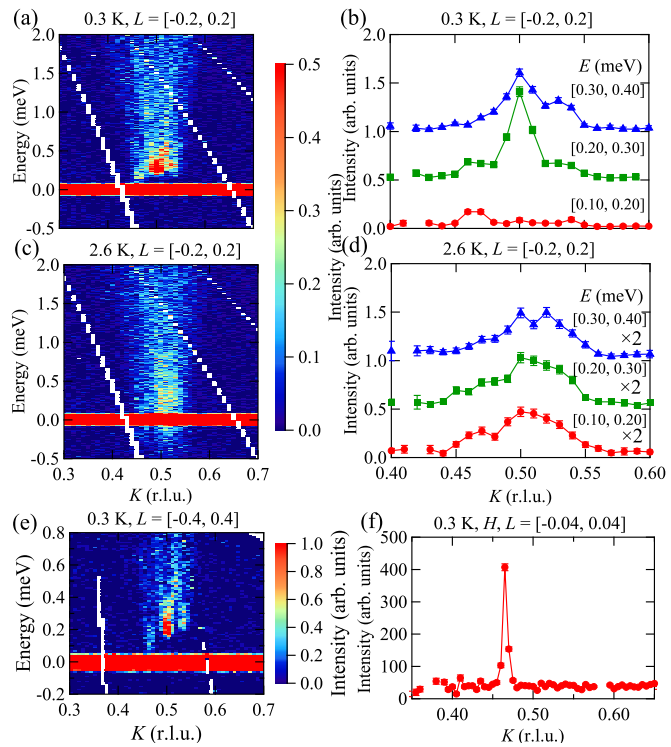 (a) 0.3 K, L = [-0.2, 0.2]
2.0
1.5
1.0
0.5
0.0
-0.5
Energy (meV)
0.5
0.4
0.3
0.2
0.1
0.0
Intensity (arb. units)
(b) 0.3 K, L = [-0.2, 0.2]
2.0
1.5
1.0
0.5
0.0
Intensity (arb. units)
E (meV)
[0.30, 0.40]
[0.20, 0.30]
[0.10, 0.20]
(c) 2.6 K, L = [-0.2, 0.2]
2.0
1.5
1.0
0.5
0.0
-0.5
Energy (meV)
0.3 0.4 0.5 0.6 0.7
K (r.l.u.)
(d) 2.6 K, L = [-0.2, 0.2]
2.0
1.5
1.0
0.5
0.0
Intensity (arb. units)
E (meV)
[0.30, 0.40]
×2
[0.20, 0.30]
×2
[0.10, 0.20]
×2
0.40 0.45 0.50 0.55 0.60
K (r.l.u.)
(e) 0.3 K, L = [-0.4, 0.4]
0.8
0.6
0.4
0.2
0.0
-0.2
Energy (meV)
0.3 0.4 0.5 0.6 0.7
K (r.l.u.)
1.0
0.8
0.6
0.4
0.2
0.0
Intensity (arb. units)
(f) 0.3 K, H, L = [-0.04, 0.04]
500
400
300
200
100
0
Intensity (arb. units)
0.40 0.50 0.60
K (r.l.u.)